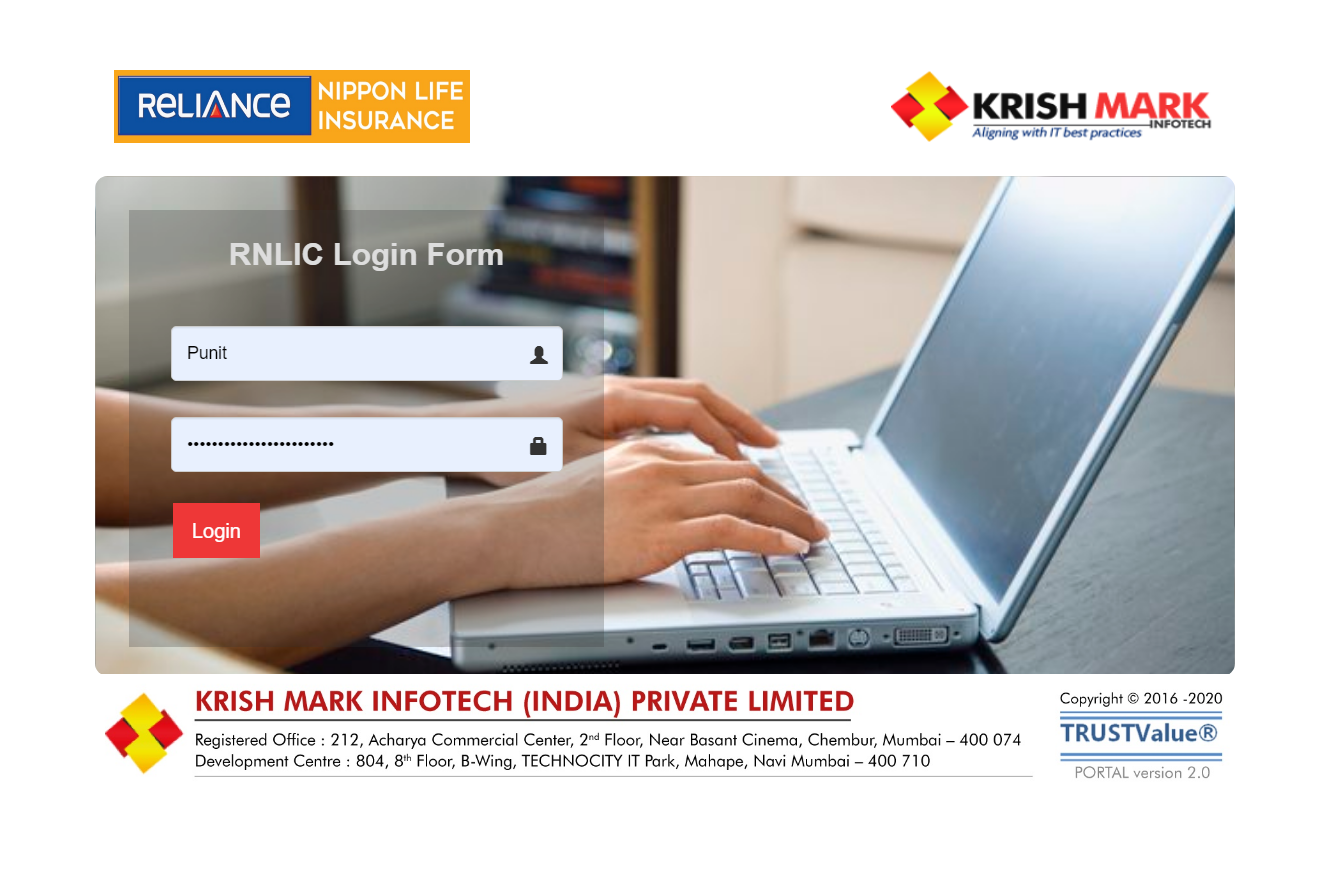 RELIANCE NIPPON LIFE
INSURANCE
KRISH MARK
INFOTECH
Aligning with IT best practices
RNLIC Login Form
Punit
••••••••••••••••••••••••
Login
KRISH MARK INFOTECH (INDIA) PRIVATE LIMITED
Registered Office : 212, Acharya Commercial Center, 2nd Floor, Near Basant Cinema, Chembur, Mumbai – 400 074
Development Centre : 804, 8th Floor, B-Wing, TECHNOCITY IT Park, Mahape, Navi Mumbai – 400 710
Copyright © 2016 -2020
TRUSTValue®
PORTAL version 2.0